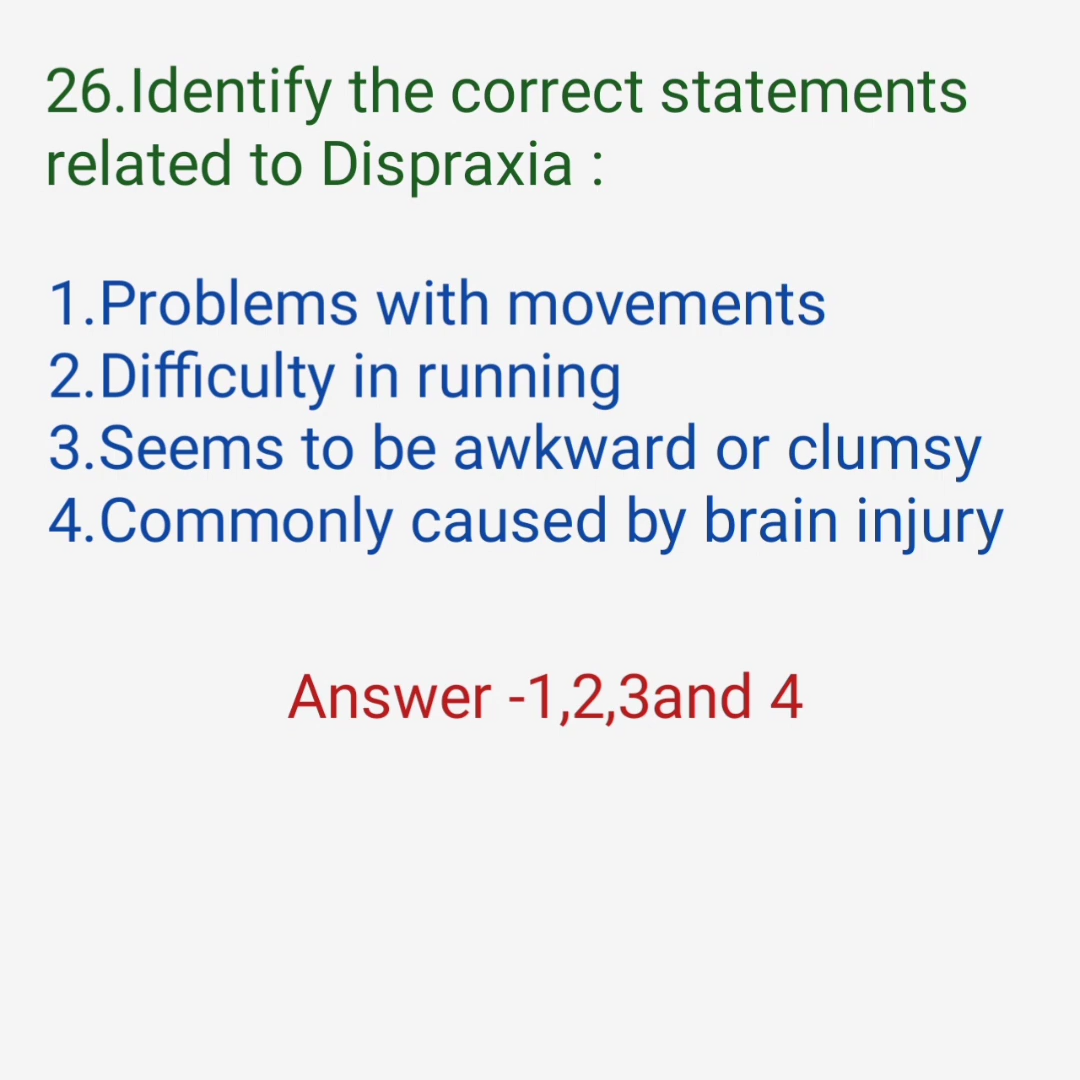 26.Identify the correct statements
related to Dispraxia :
1.Problems with movements
2.Difficulty in running
3.Seems to be awkward or clumsy
4.Commonly caused by brain injury
Answer -1,2,3and 4